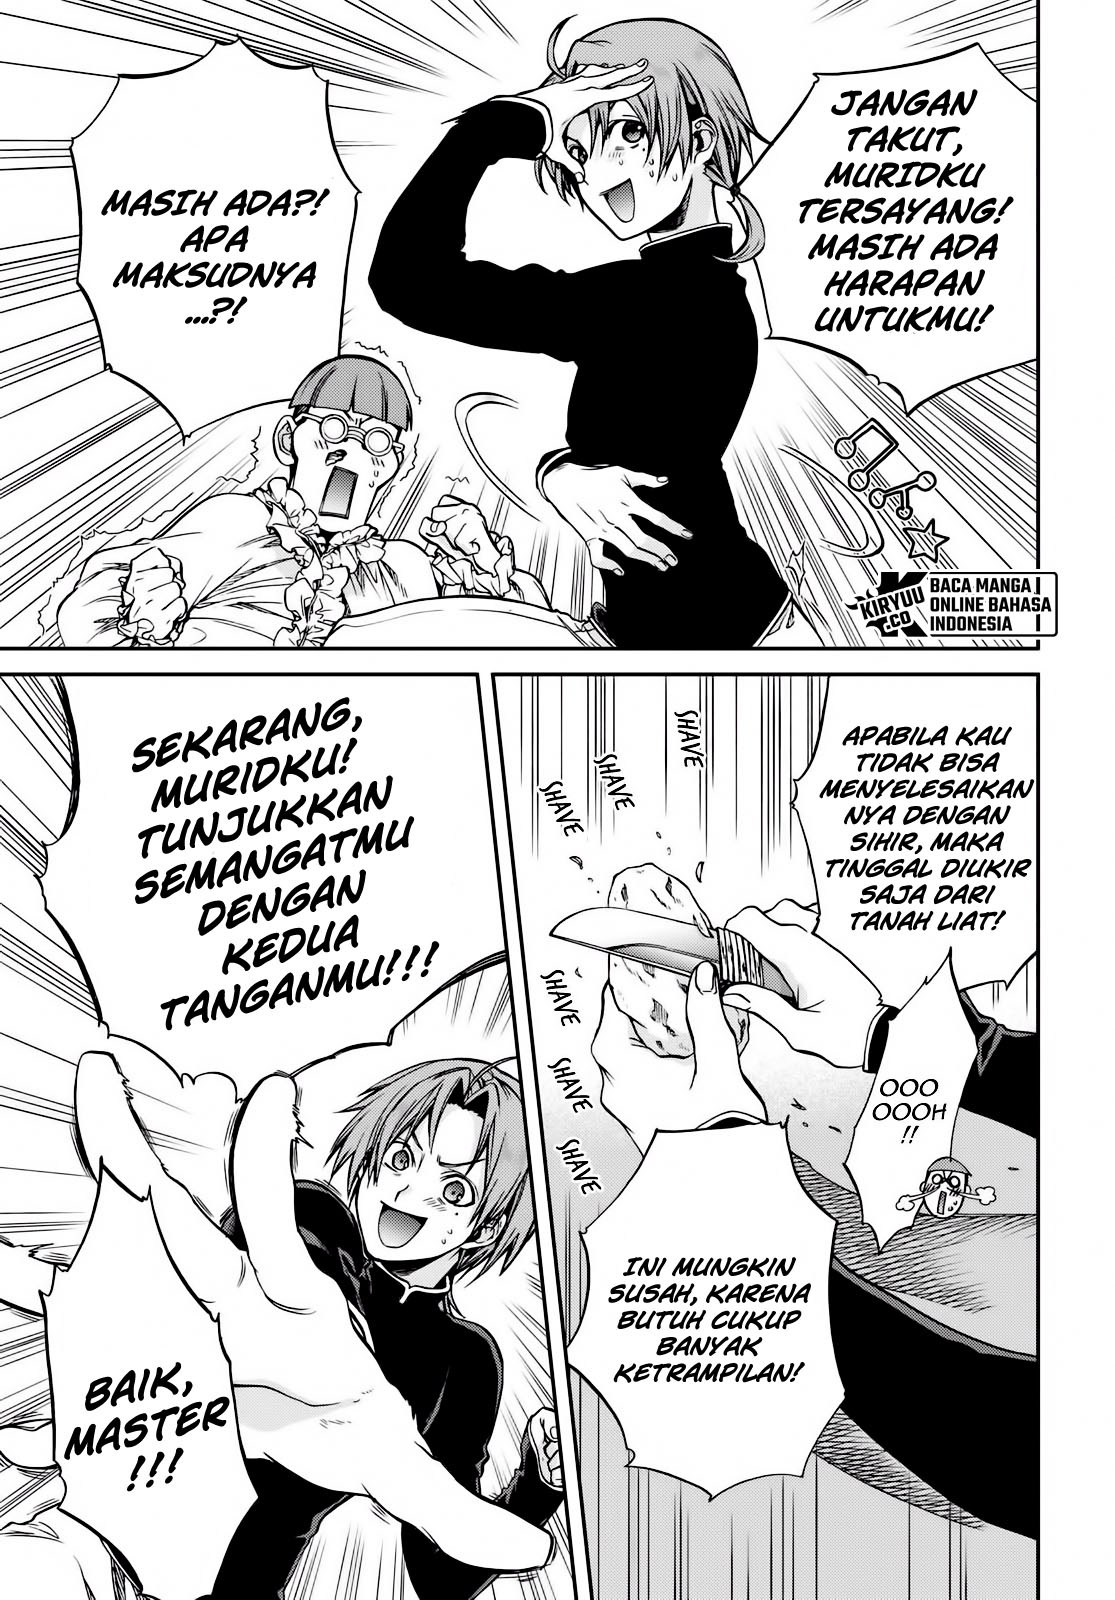 JANGAN
TAKUT,
MURIDKU
TERSAYANG!
MASIH ADA
HARAPAN
UNTUKMU!
MASIH ADA?!
APA
MAKSUDNYA
...?!
KIRYUU
.CO
BACA MANGA
ONLINE BAHASA
INDONESIA
APABILA KAU
TIDAK BISA
MENYELESAIKAN
NYA DENGAN
SIHIR, MAKA
TINGGAL DIUKIR
SAJA DARI
TANAH LIAT!
SHAVE
SHAVE
SHAVE
SHAVE
SHAVE
SHAVE
OOO
OOOH
!!
INI MUNGKIN
SUSAH, KARENA
BUTUH CUKUP
BANYAK
KETRAMPILAN!
SEKARANG,
MURIDKU!
TUNJUKKAN
SEMANGATMU
DENGAN
KEDUA
TANGANMU!!!
BAIK,
MASTER
!!!